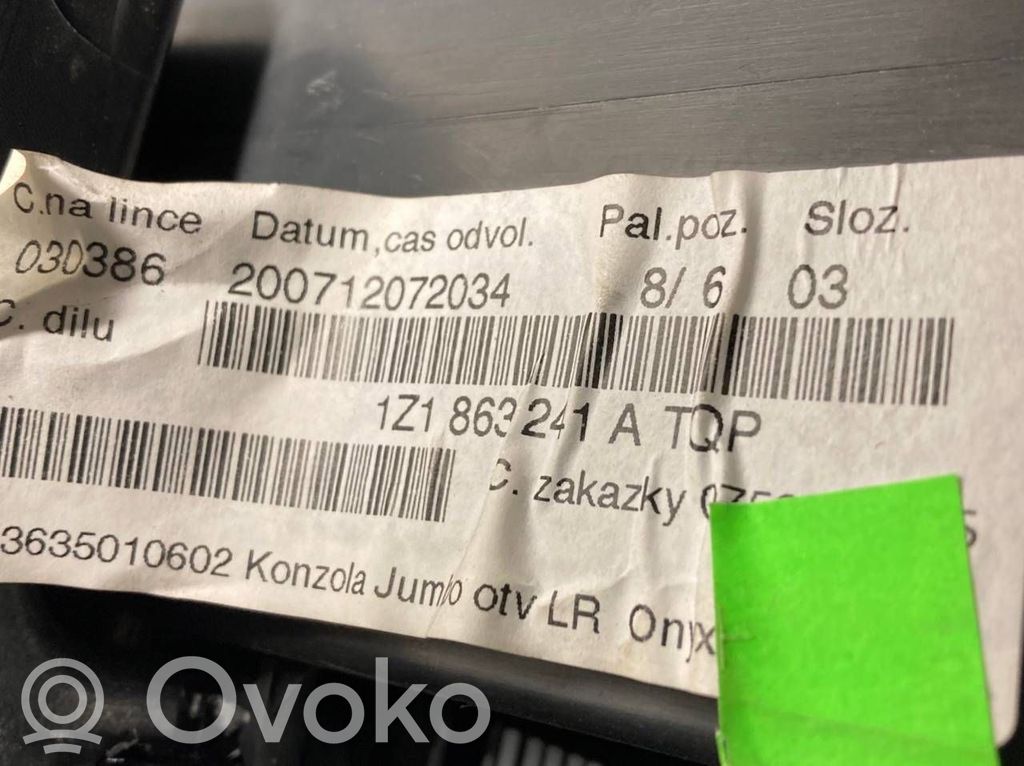 C.na lince Datum,cas odvol. Pal.poz. Sloz.
030386 200712072034 8/ 6 03
C. dilu
1Z1 863 241 A TQP
C. zakazky
3635010602 Konzola Jumbo otv LR Onyx
Ovoko